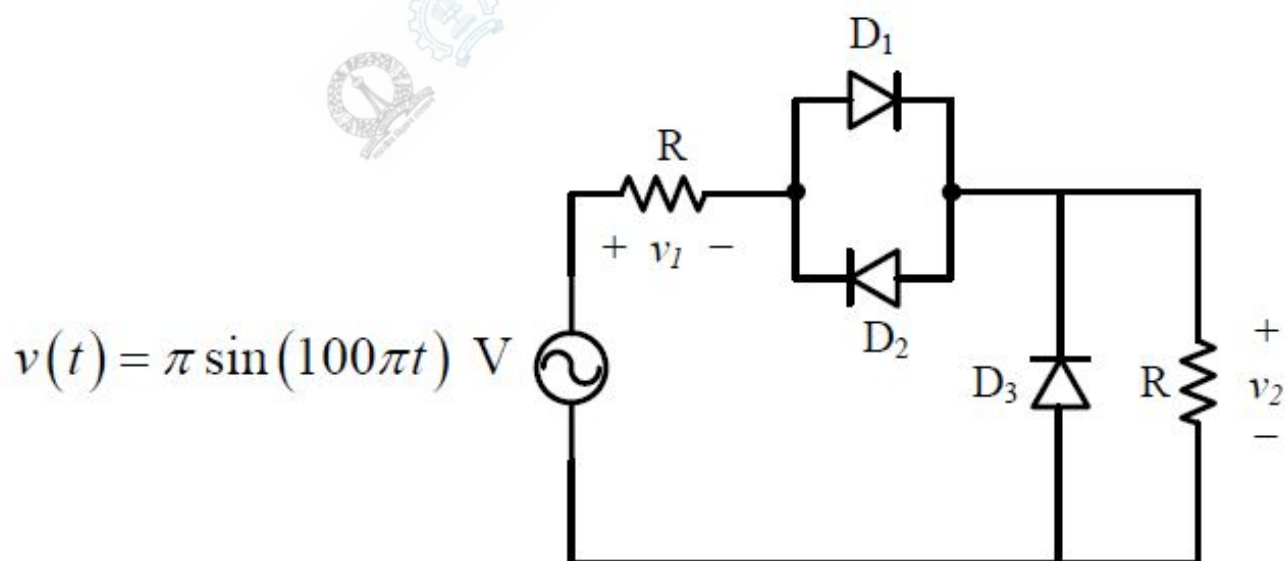 D₁
R
+ v₁ −
D₂
v(t) = π sin(100πt) V
D₃
R
+
v₂
−